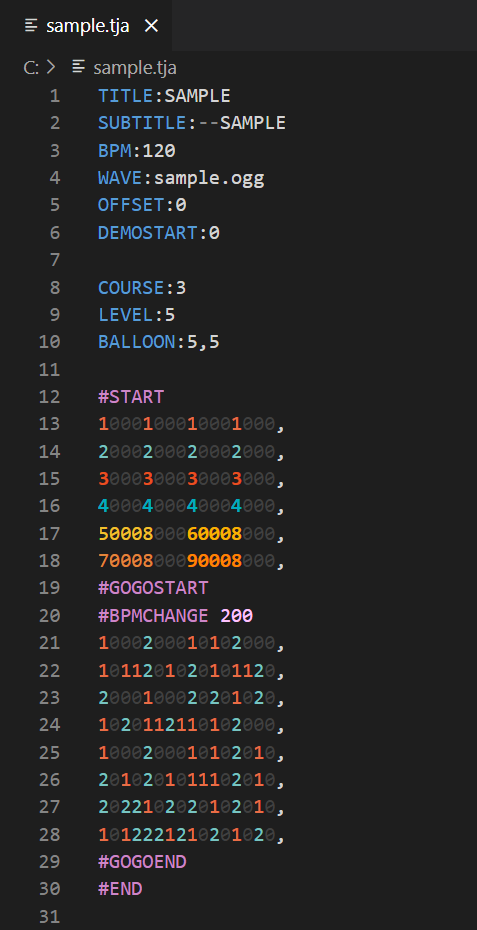 sample.tja
C: > sample.tja
1 TITLE:SAMPLE
2 SUBTITLE:--SAMPLE
3 BPM:120
4 WAVE:sample.ogg
5 OFFSET:0
6 DEMOSTART:0
7
8 COURSE:3
9 LEVEL:5
10 BALLOON:5,5
11
12 #START
13 1000100010001000,
14 2000200020002000,
15 3000300030003000,
16 4000400040004000,
17 5000800060008000,
18 7000800090008000,
19 #GOGOSTART
20 #BPMCHANGE 200
21 1000200010102000,
22 1011201020101120,
23 2000100020201020,
24 1020112110102000,
25 1000200010102010,
26 2010201011102010,
27 2022102020102010,
28 1012221210201020,
29 #GOGOEND
30 #END
31